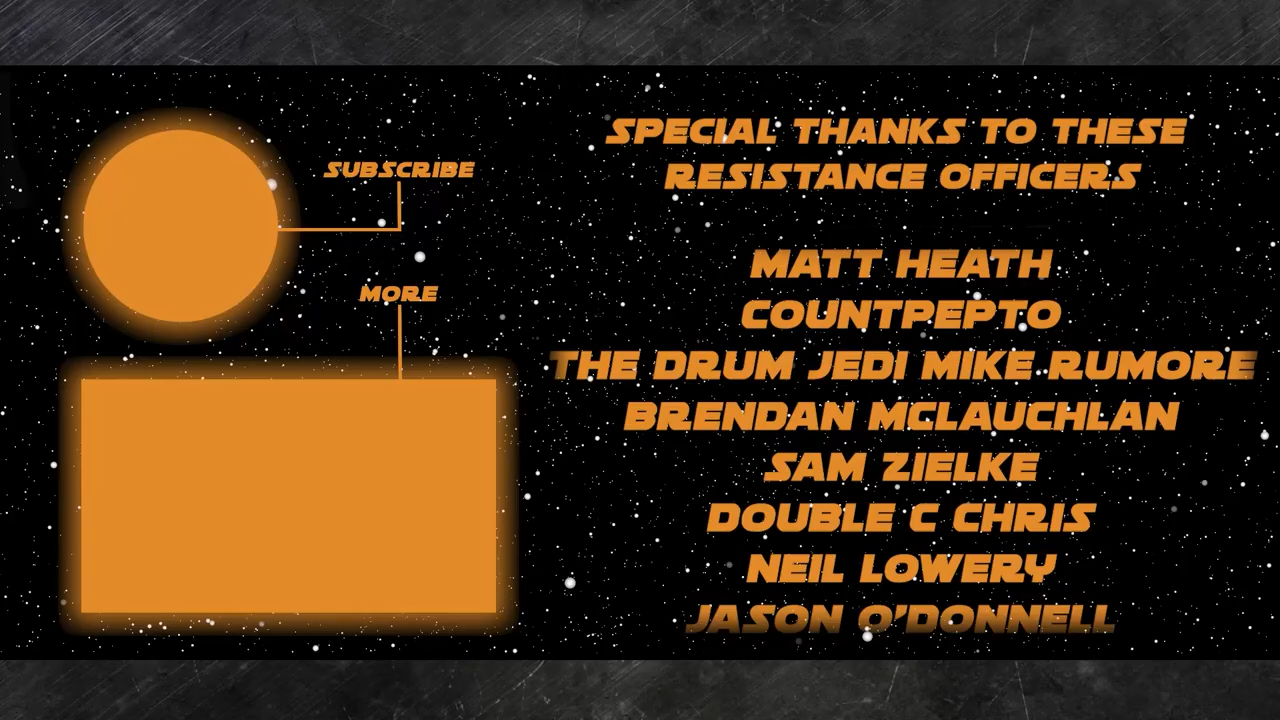 SPECIAL THANKS TO THESE
RESISTANCE OFFICERS
SUBSCRIBE
MORE
MATT HEATH
COUNTPEPTO
THE DRUM JEDI MIKE RUMORE
BRENDAN MCLAUCHLAN
SAM ZIELKE
DOUBLE C CHRIS
NEIL LOWERY
JASON O'DONNELL